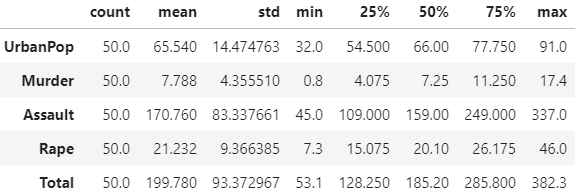 count mean std min 25% 50% 75% max
UrbanPop 50.0 65.540 14.474763 32.0 54.500 66.00 77.750 91.0
Murder 50.0 7.788 4.355510 0.8 4.075 7.25 11.250 17.4
Assault 50.0 170.760 83.337661 45.0 109.000 159.00 249.000 337.0
Rape 50.0 21.232 9.366385 7.3 15.075 20.10 26.175 46.0
Total 50.0 199.780 93.372967 53.1 128.250 185.20 285.800 382.3